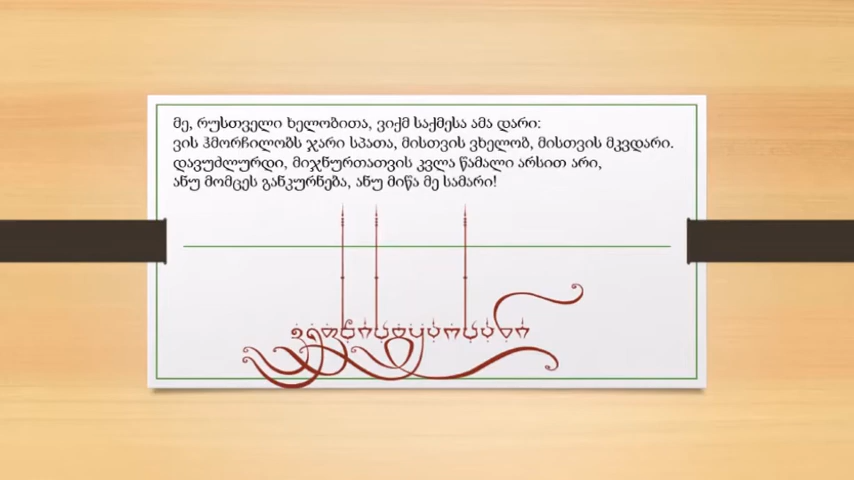 მე, რუსთველი ხელობითა, ვიქმ საქმესა ამა დარი:
ვის ჰმორჩილობს ჯარი სპათა, მისთვის ვხელობ, მისთვის მკვდარი.
დავუძლურდი, მიჯნურთათვის კვლა წამალი არსით არი,
ანუ მომცეს განკურნება, ანუ მიწა მე სამარი!